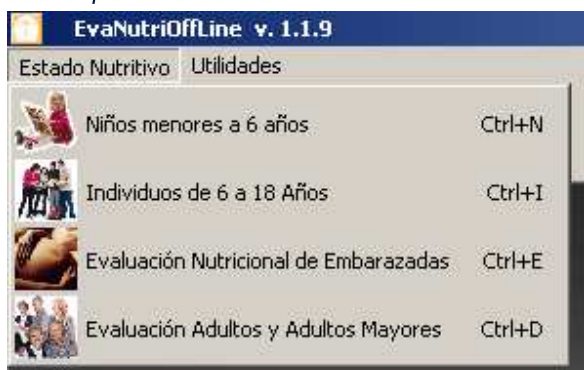 EvaNutriOffLine v. 1.1.9
Estado Nutritivo Utilidades
Niños menores a 6 años Ctrl+N
Individuos de 6 a 18 Años Ctrl+I
Evaluación Nutricional de Embarazadas Ctrl+E
Evaluación Adultos y Adultos Mayores Ctrl+D